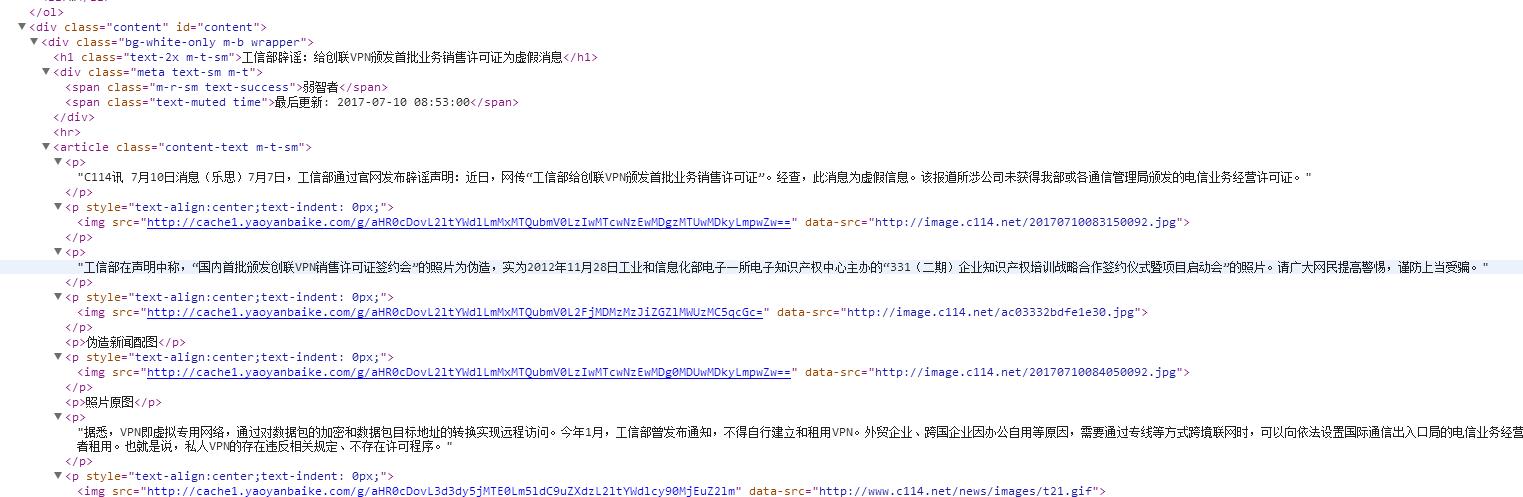 </ol>
▼<div class="content" id="content">
▼<div class="bg-white-only m-b wrapper">
<h1 class="text-2x m-t-sm">工信部辟谣：给创联VPN颁发首批业务销售许可证为虚假消息</h1>
▼<div class="meta text-sm m-t">
<span class="m-r-sm text-success">弱智者</span>
<span class="text-muted time">最后更新: 2017-07-10 08:53:00</span>
</div>
<hr>
▼<article class="content-text m-t-sm">
▼<p>
"C114讯 7月10日消息（乐思）7月7日，工信部通过官网发布辟谣声明：近日，网传“工信部给创联VPN颁发首批业务销售许可证”。经查，此消息为虚假信息。该报道所涉公司未获得我部或各通信管理局颁发的电信业务经营许可证。"
</p>
▼<p style="text-align:center;text-indent: 0px;">
<img src="http://cache1.yaoyanbaike.com/g/aHR0cDovL2ltYWdlLmMxMTQubmV0LzIwMTcwNzEwMDgzMTUwMDkyLmpwZw==" data-src="http://image.c114.net/20170710083150092.jpg">
</p>
▼<p>
"工信部在声明中称，“国内首批颁发创联VPN销售许可证签约会”的照片为伪造，实为2012年11月28日工业和信息化部电子一所电子知识产权中心主办的“331（二期）企业知识产权培训战略合作签约仪式暨项目启动会”的照片。请广大网民提高警惕，谨防上当受骗。"
</p>
▼<p style="text-align:center;text-indent: 0px;">
<img src="http://cache1.yaoyanbaike.com/g/aHR0cDovL2ltYWdlLmMxMTQubmV0L2FjMDMzMzJiZGZlMWUzMC5qcGc=" data-src="http://image.c114.net/ac03332bdfe1e30.jpg">
</p>
<p>伪造新闻配图</p>
▼<p style="text-align:center;text-indent: 0px;">
<img src="http://cache1.yaoyanbaike.com/g/aHR0cDovL2ltYWdlLmMxMTQubmV0LzIwMTcwNzEwMDg0MDUwMDkyLmpwZw==" data-src="http://image.c114.net/20170710084050092.jpg">
</p>
<p>照片原图</p>
▼<p>
"据悉，VPN即虚拟专用网络，通过对数据包的加密和数据包目标地址的转换实现远程访问。今年1月，工信部曾发布通知，不得自行建立和租用VPN。外贸企业、跨国企业因办公自用等原因，需要通过专线等方式跨境联网时，可以向依法设置国际通信出入口局的电信业务经营
者租用。也就是说，私人VPN的存在违反相关规定、不存在许可程序。"
</p>
▼<p style="text-align:center;text-indent: 0px;">
<img src="http://cache1.yaoyanbaike.com/g/aHR0cDovL3d3dy5jMTE0Lm5ldC9uZXdzL2ltYWdlcy90MjEuZ2lm" data-src="http://www.c114.net/news/images/t21.gif">